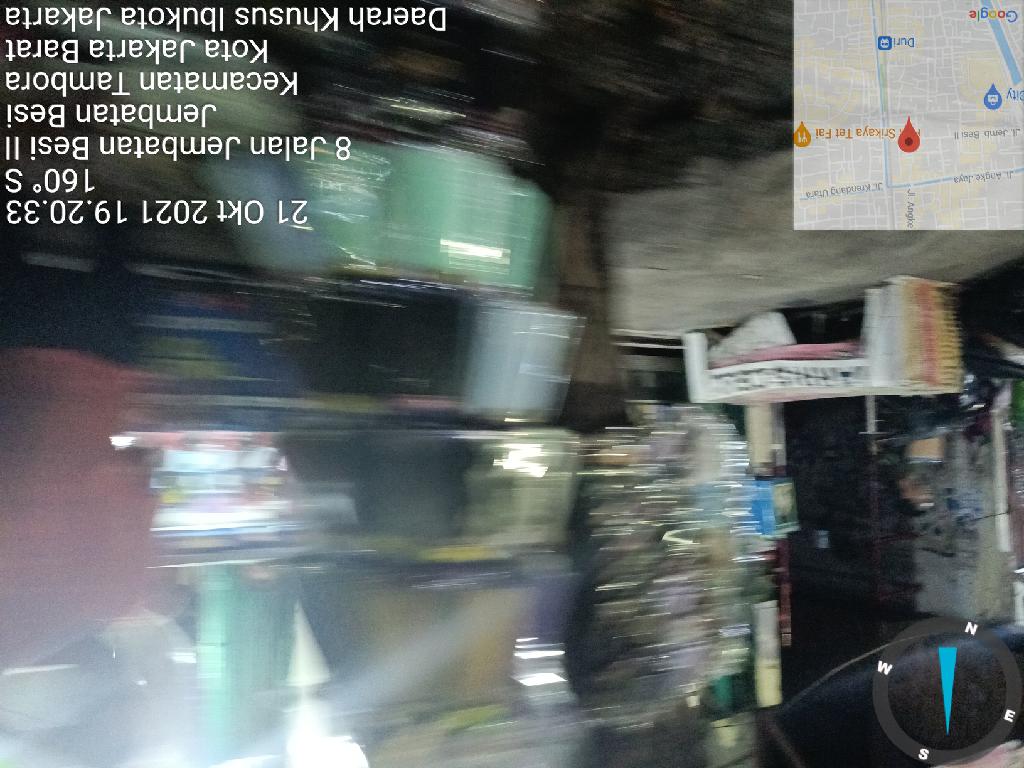 S
E
W
N
21 Okt 2021 19.20.33
160° S
8 Jalan Jembatan Besi II
Jembatan Besi
Kecamatan Tambora
Kota Jakarta Barat
Daerah Khusus Ibukota Jakarta
Jl. Angke
Jl. Krendang Utara
Jl. Angke Jaya
Jl. Jemb. Besi II
Srikaya Tet Fai
City
Duri
Google